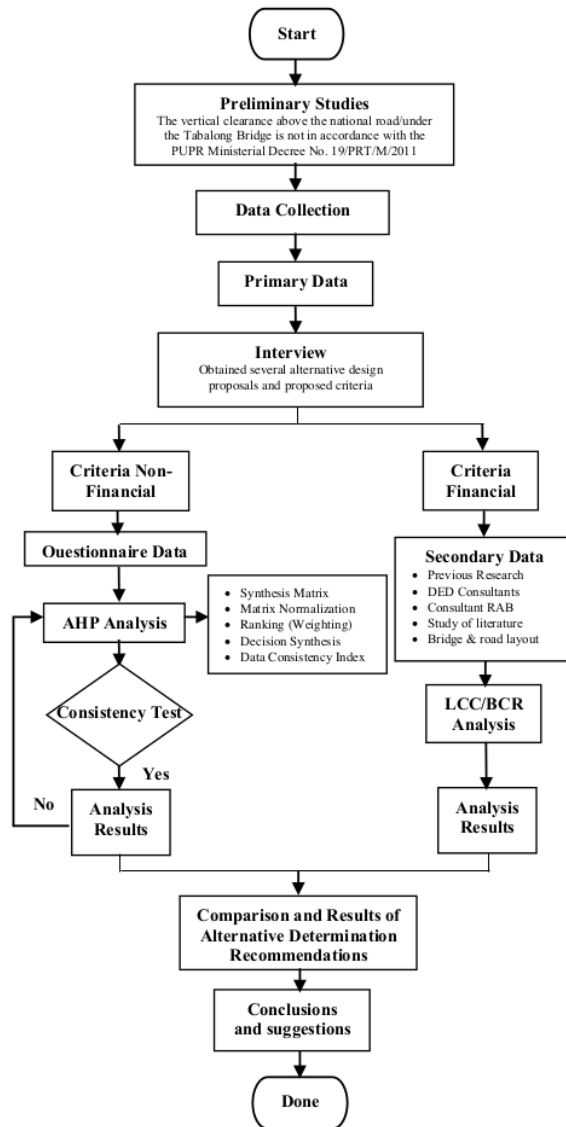 Start
Preliminary Studies
The vertical clearance above the national road/under
the Tabalong Bridge is not in accordance with the
PUPR Ministerial Decree No. 19/PRT/M/2011
Data Collection
Primary Data
Interview
Obtained several alternative design
proposals and proposed criteria
Criteria Non-
Financial
Ouestionnaire Data
AHP Analysis
• Synthesis Matrix
• Matrix Normalization
• Ranking (Weighting)
• Decision Synthesis
• Data Consistency Index
Consistency Test
Yes
No
Analysis
Results
Criteria
Financial
Secondary Data
• Previous Research
• DED Consultants
• Consultant RAB
• Study of literature
• Bridge & road layout
LCC/BCR
Analysis
Analysis
Results
Comparison and Results of
Alternative Determination
Recommendations
Conclusions
and suggestions
Done